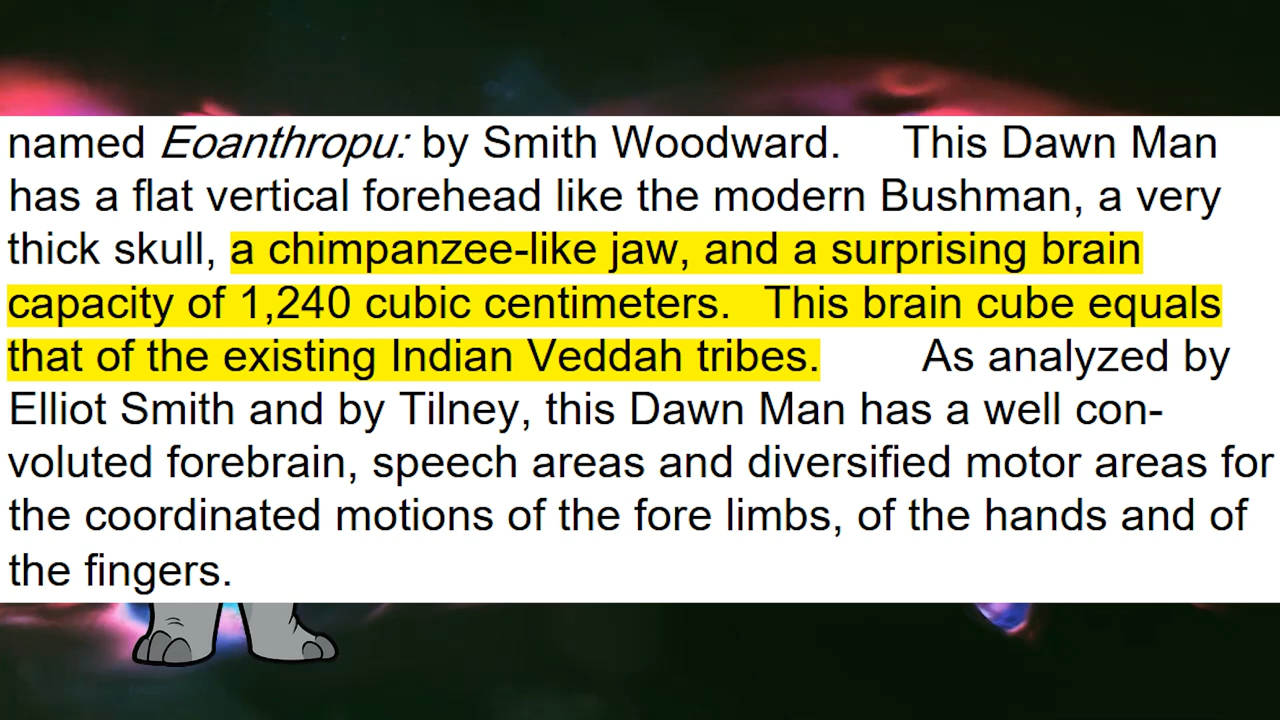 named Eoanthropu: by Smith Woodward. This Dawn Man
has a flat vertical forehead like the modern Bushman, a very
thick skull, a chimpanzee-like jaw, and a surprising brain
capacity of 1,240 cubic centimeters. This brain cube equals
that of the existing Indian Veddah tribes. As analyzed by
Elliot Smith and by Tilney, this Dawn Man has a well con-
voluted forebrain, speech areas and diversified motor areas for
the coordinated motions of the fore limbs, of the hands and of
the fingers.